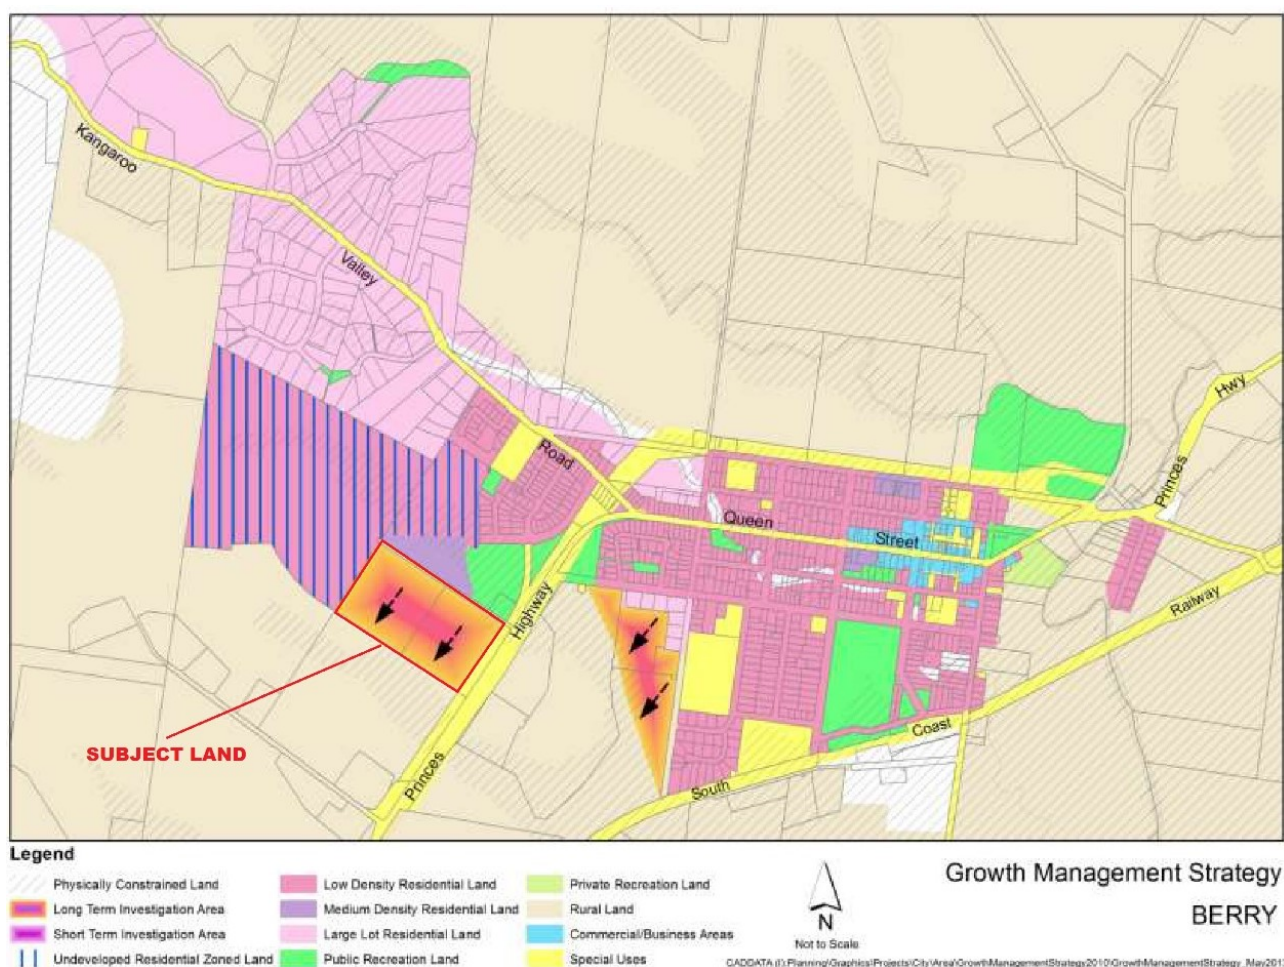 Kangaroo
Valley
Road
Hwy
Princes
Queen
Street
Highway
Railway
SUBJECT LAND
Coast
Princes
South
Legend
Physically Constrained Land
Long Term Investigation Area
Short Term Investigation Area
Undeveloped Residential Zoned Land
Low Density Residential Land
Medium Density Residential Land
Large Lot Residential Land
Public Recreation Land
Private Recreation Land
Rural Land
Commercial/Business Areas
Special Uses
N
Not to Scale
Growth Management Strategy
BERRY